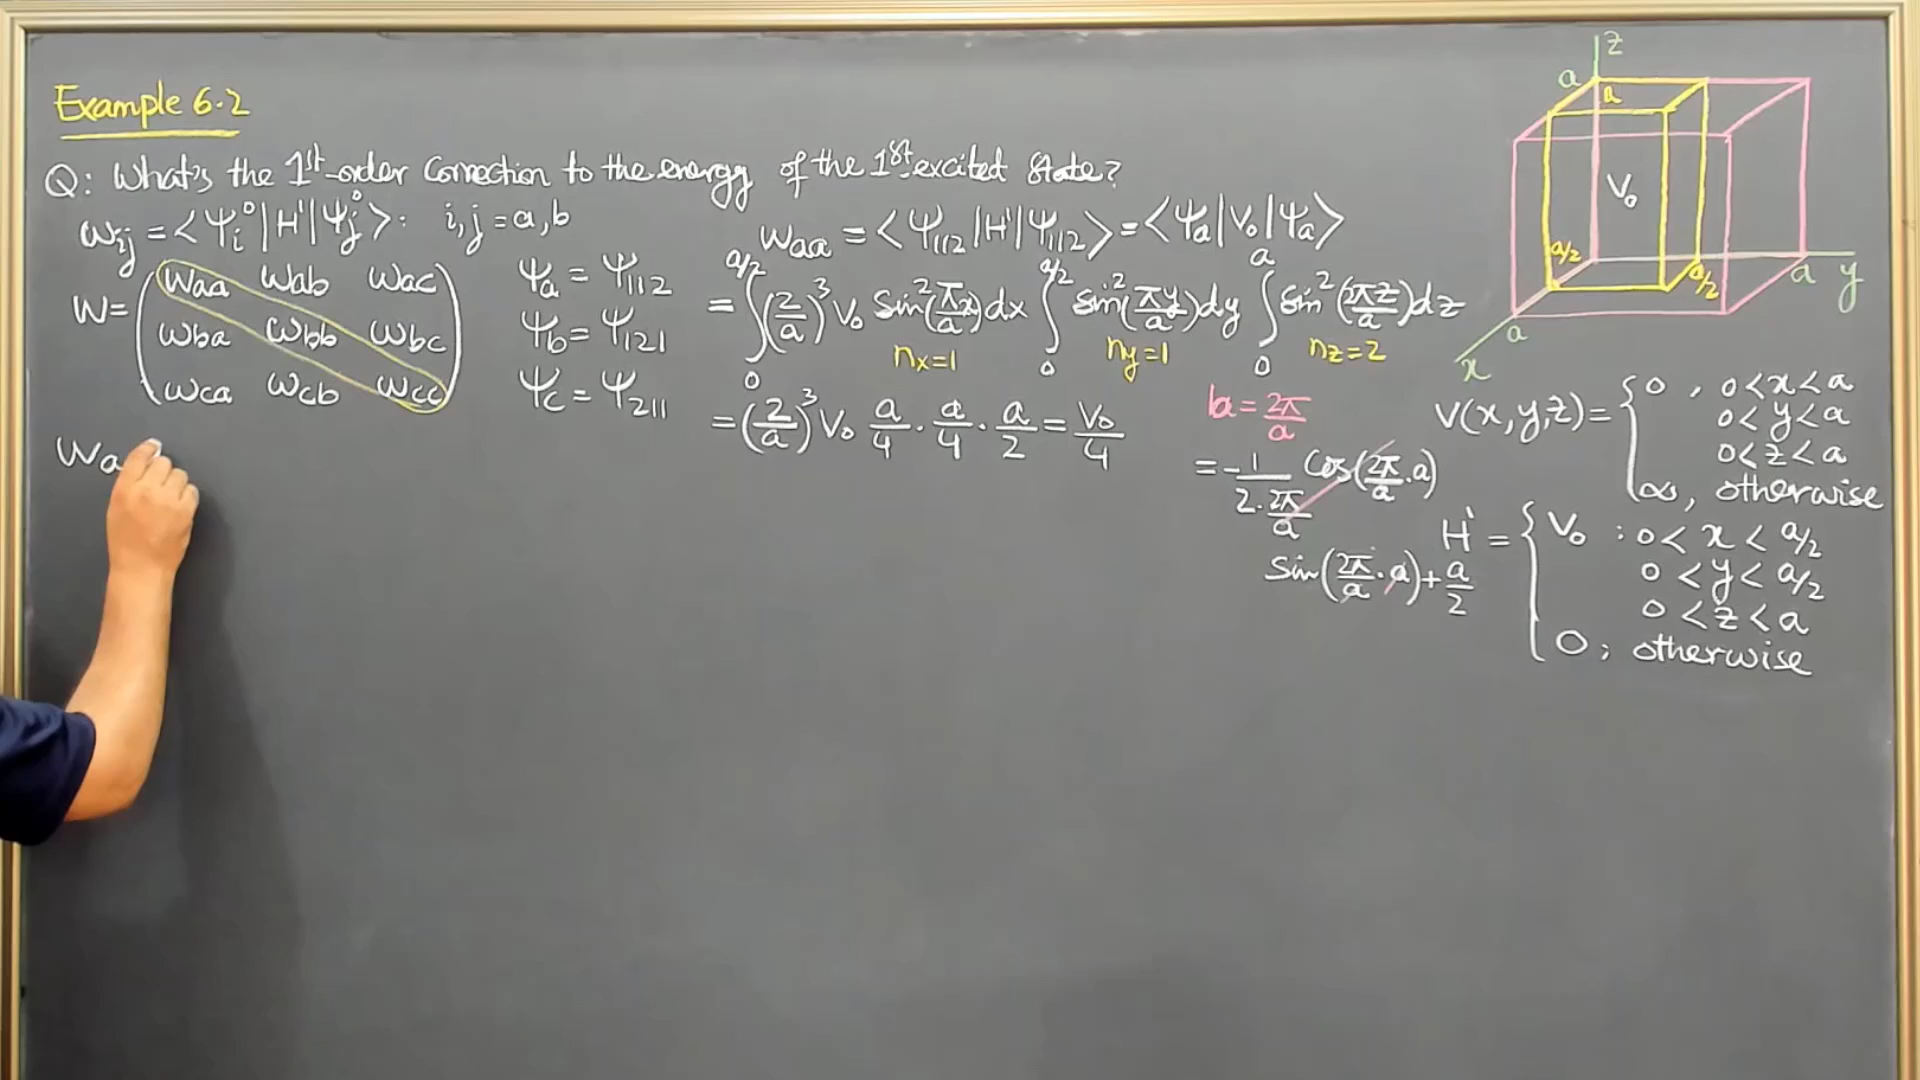 Example 6.2
Q: What's the 1st-order Correction to the energy of the 1st excited state?
Wij = <Ψi⁰|H'|Ψj⁰>: i,j = a,b
W = (Waa Wab Wac
Wba Wbb Wbc
Wca Wcb Wcc)
Ψa = Ψ112
Ψb = Ψ121
Ψc = Ψ211
Wa
Waa = <Ψ112|H'|Ψ112> = <Ψa|V0|Ψa>
= ∫₀^{a/2} (2/a)³ V0 Sin²(πx/a)dx ∫₀^{a/2} sin²(πy/a)dy ∫₀^{a} sin²(2πz/a)dz
nx=1 ny=1 nz=2
= (2/a)³ V0 a/4 · a/4 · a/2 = V0/4
b = 2π/a
= -1/(2·2π/a) Cos(2π/a · a)
sin(2π/a · a) + a/2
z
a
a
V0
a/2
a/2
a
y
a
x
V(x,y,z) = { 0 , 0<x<a
0<y<a
0<z<a
∞, otherwise
H' = { V0 : 0<x<a/2
0<y<a/2
0<z<a
0 ; otherwise